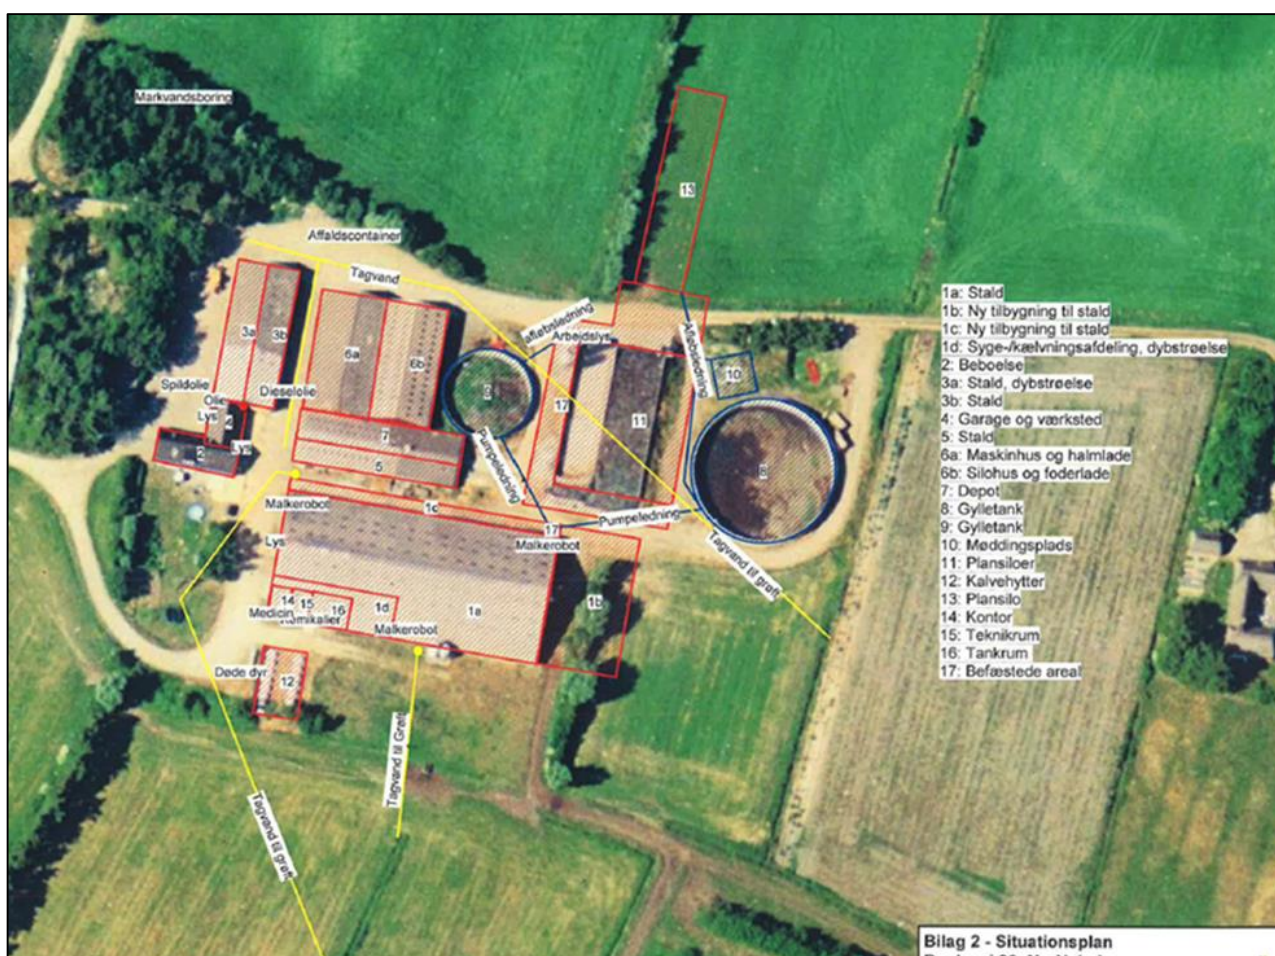 Markvandsboring
13
Affaldscontainer
Tagvand
afløbsledning
Arbejdslys
Afløbsledning
3a
3b
6a
6b
10
Spildolie
Olie
Dieselolie
Lys
4
Lys
2
17
11
7
5
8
Pumpeledning
Pumpeledning
Malkerobot
1c
17
Malkerobot
Lys
Tagvand til grøft
14
15
16
1d
1a
1b
Medicin
Kemikalier
Malkerobot
Døde dyr
12
Tagvand til Grøft
Tagvand til grøft
1a: Stald
1b: Ny tilbygning til stald
1c: Ny tilbygning til stald
1d: Syge-/kælvningsafdeling, dybstrøelse
2: Beboelse
3a: Stald, dybstrøelse
3b: Stald
4: Garage og værksted
5: Stald
6a: Maskinhus og halmlade
6b: Silohus og foderlade
7: Depot
8: Gylletank
9: Gylletank
10: Møddingsplads
11: Plansiloer
12: Kalvehytter
13: Plansilo
14: Kontor
15: Teknikrum
16: Tankrum
17: Befæstede areal
Bilag 2 - Situationsplan